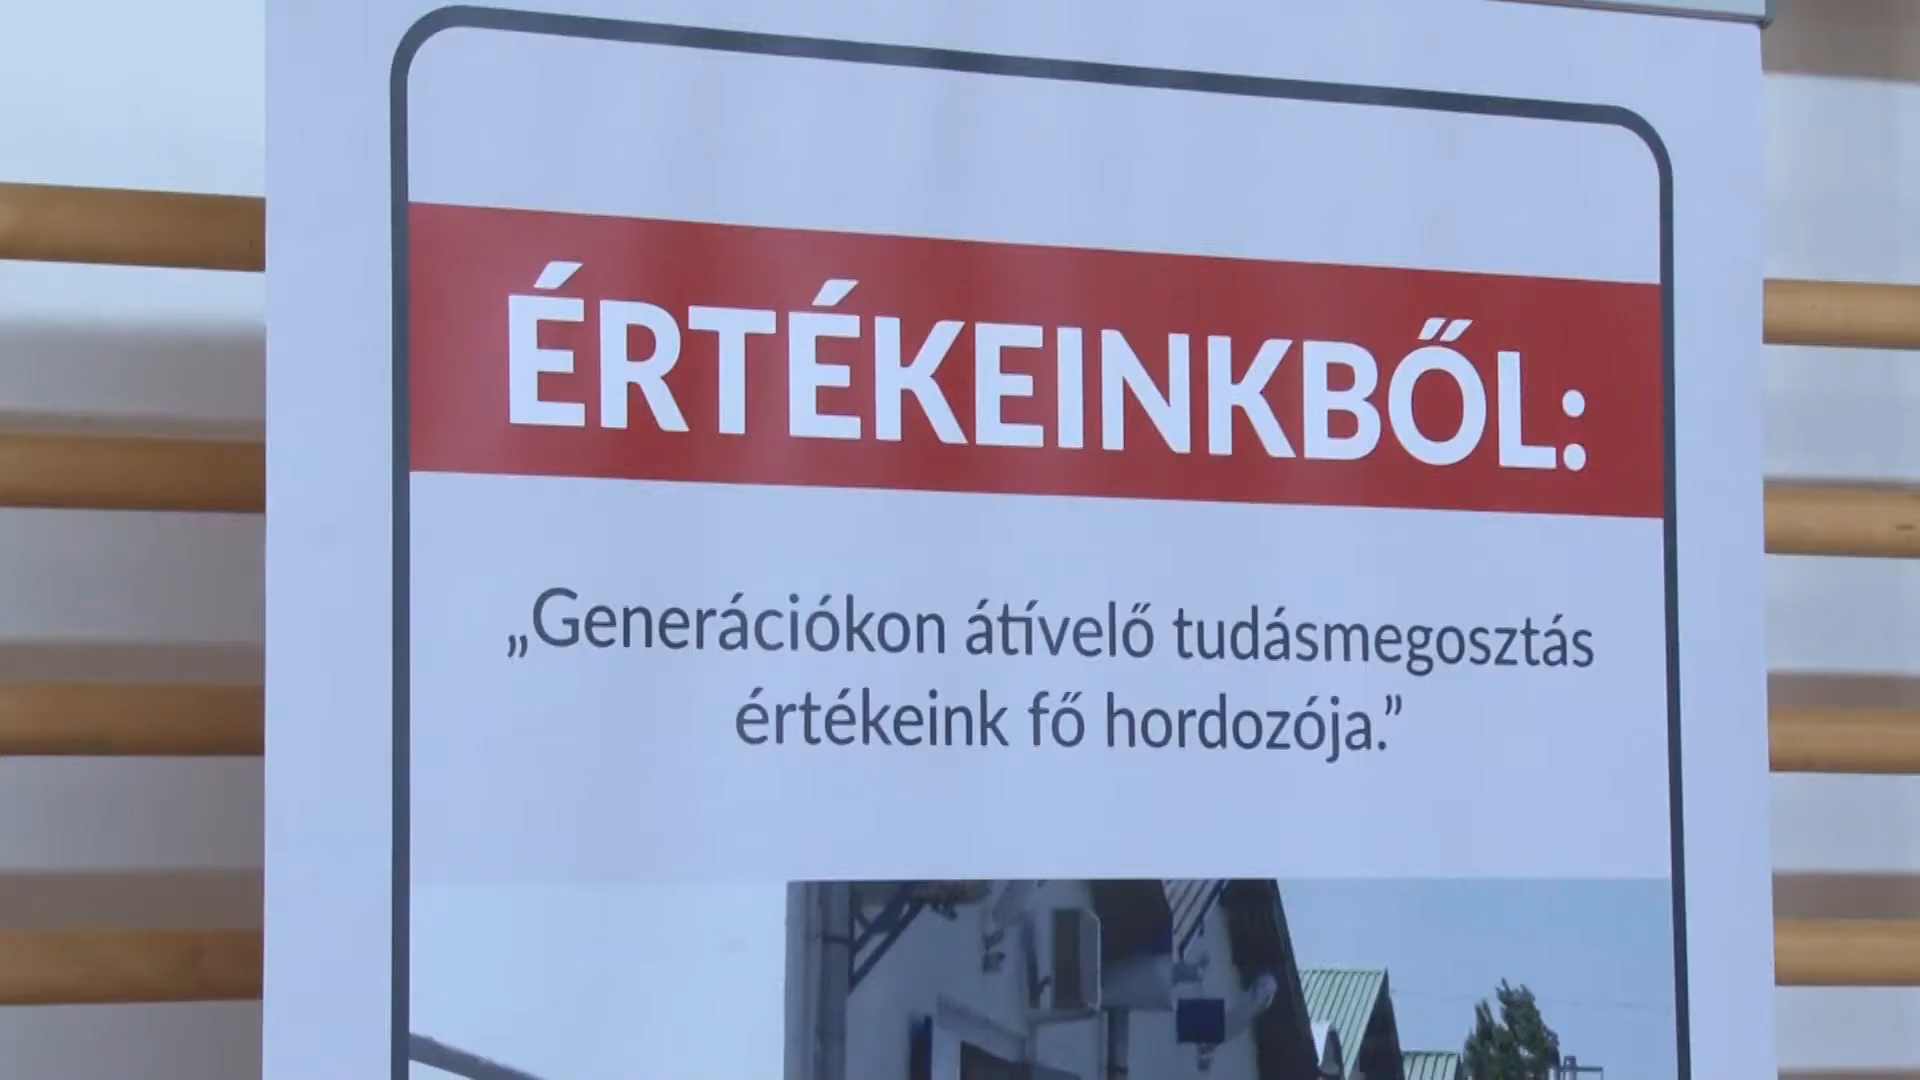 ÉRTÉKEINKBŐL:
„Generációkon átívelő tudásmegosztás
értékeink fő hordozója.”